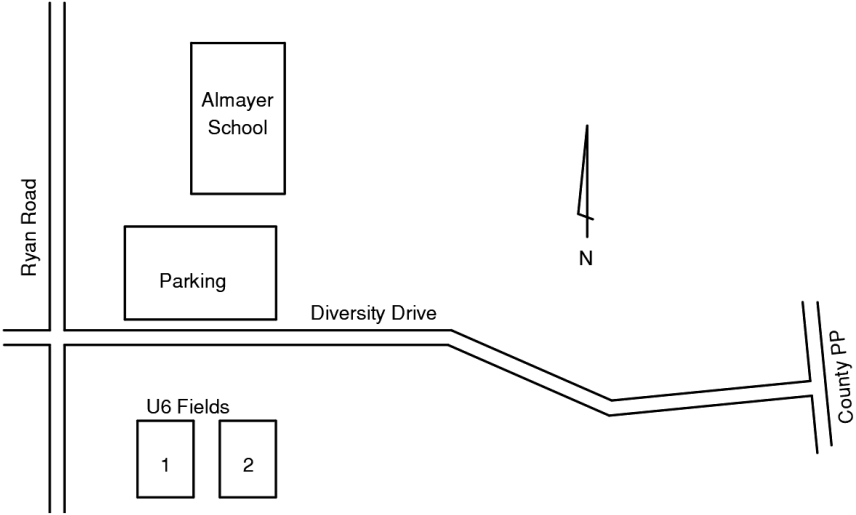 Almayer
School
Ryan Road
Parking
N
Diversity Drive
County PP
U6 Fields
1
2